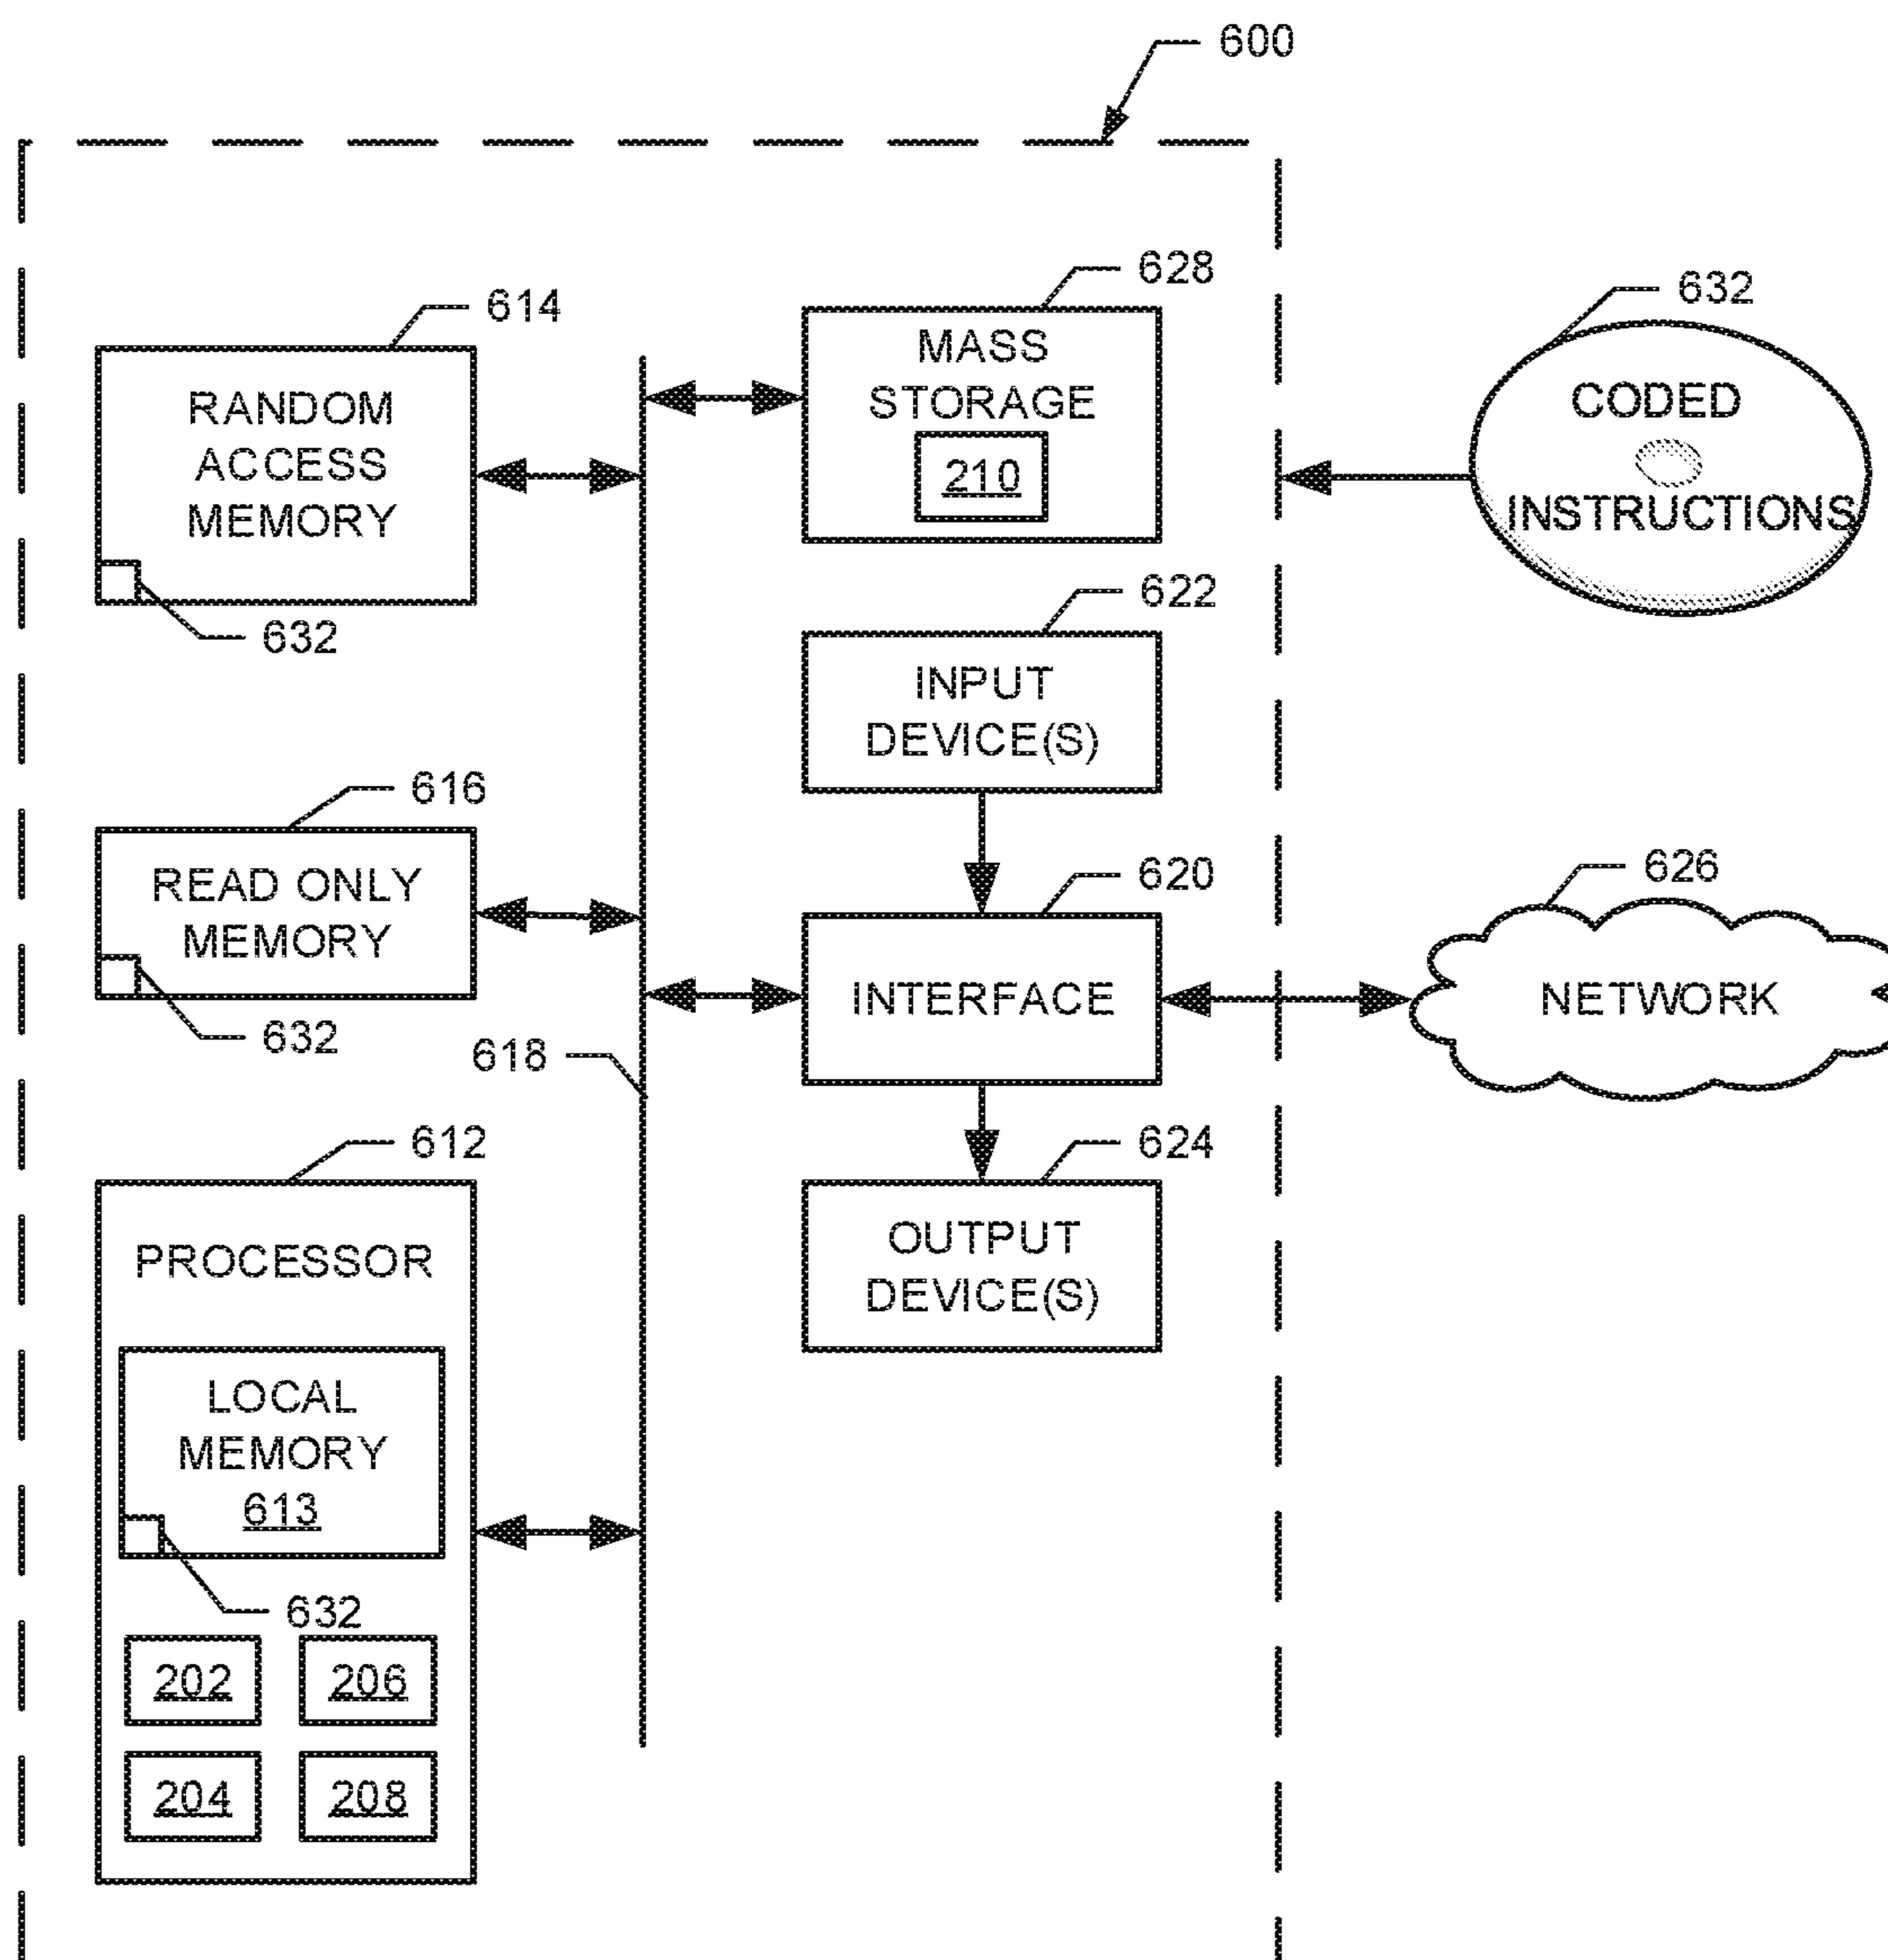 600
614
RANDOM
ACCESS
MEMORY
632
628
MASS
STORAGE
210
632
CODED
INSTRUCTIONS
622
INPUT
DEVICE(S)
616
READ ONLY
MEMORY
632
620
INTERFACE
626
NETWORK
618
612
PROCESSOR
LOCAL
MEMORY
613
632
202
206
204
208
624
OUTPUT
DEVICE(S)